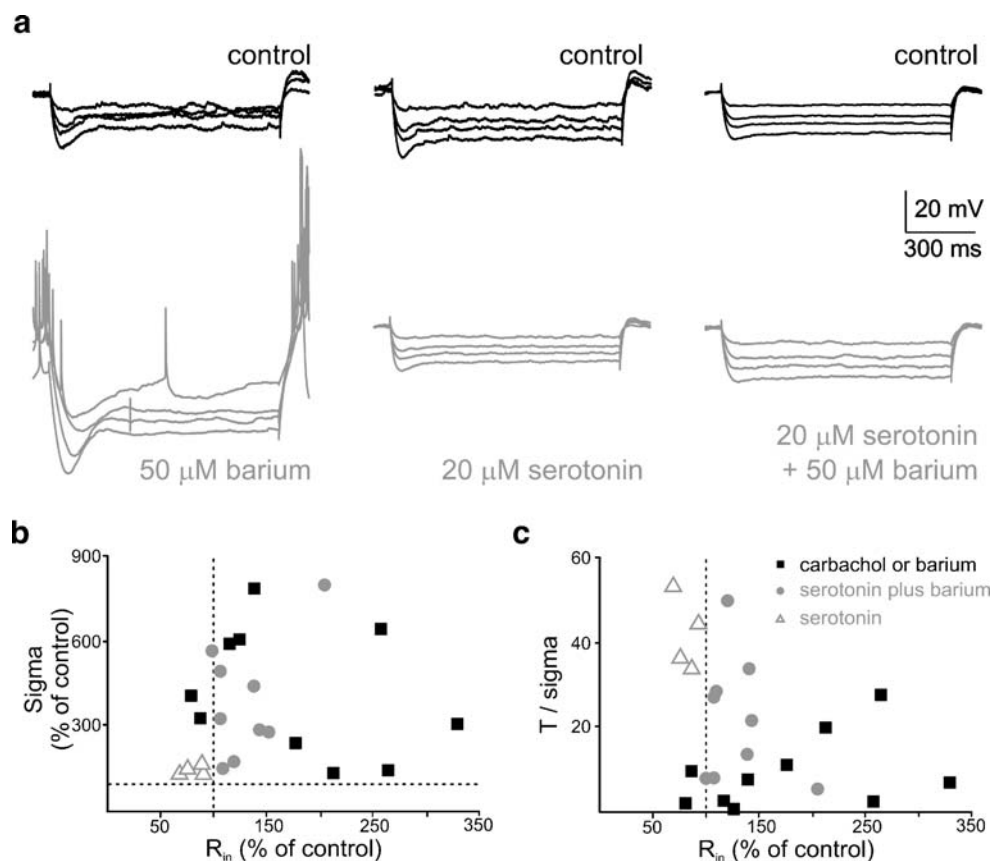 a
control
control
control
20 mV
300 ms
50 μM barium
20 μM serotonin
20 μM serotonin
+ 50 μM barium
b
900
600
300
Sigma
(% of control)
50
150
250
350
R_in (% of control)
c
60
40
20
T / sigma
50
150
250
350
R_in (% of control)
carbachol or barium
serotonin plus barium
serotonin